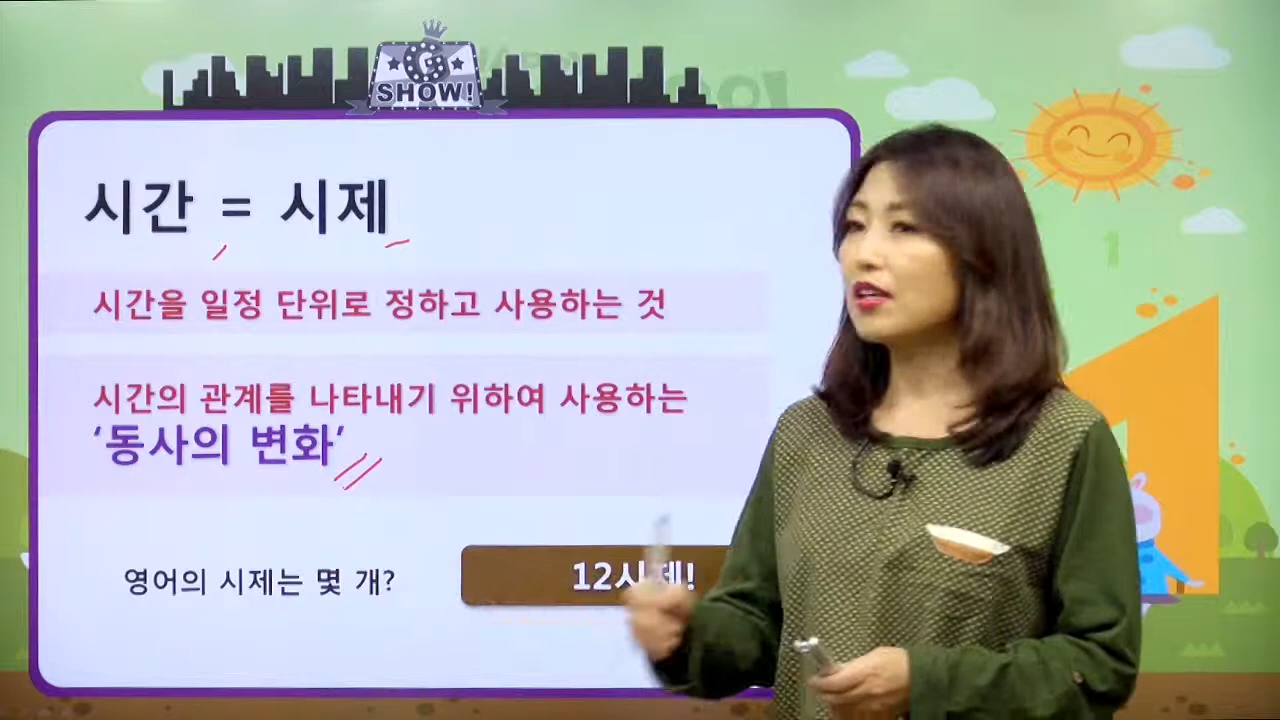 G
SHOW!
시간 = 시제
시간을 일정 단위로 정하고 사용하는 것
시간의 관계를 나타내기 위하여 사용하는
‘동사의 변화’
영어의 시제는 몇 개?
12시제!
1